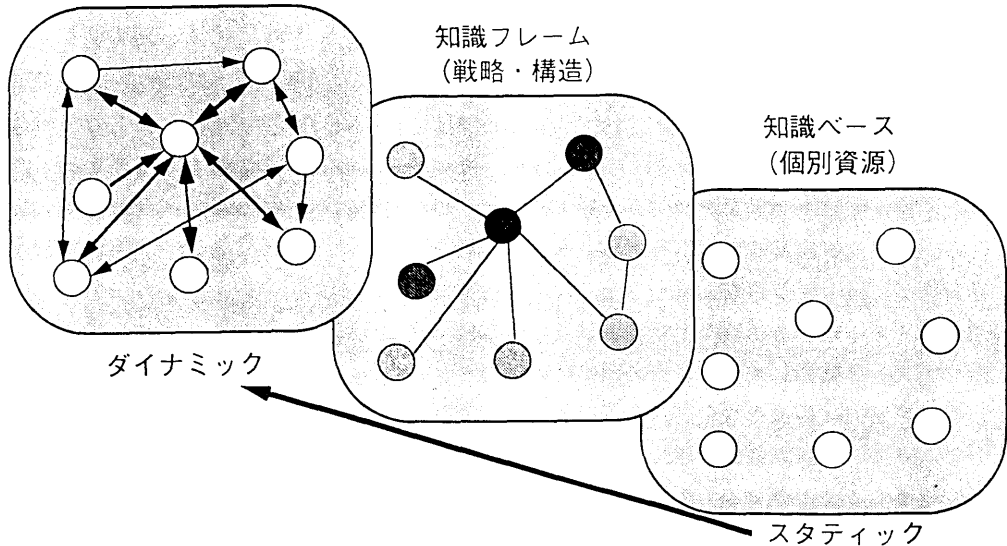 知識フレーム
（戦略・構造）
知識ベース
（個別資源）
ダイナミック
スタティック